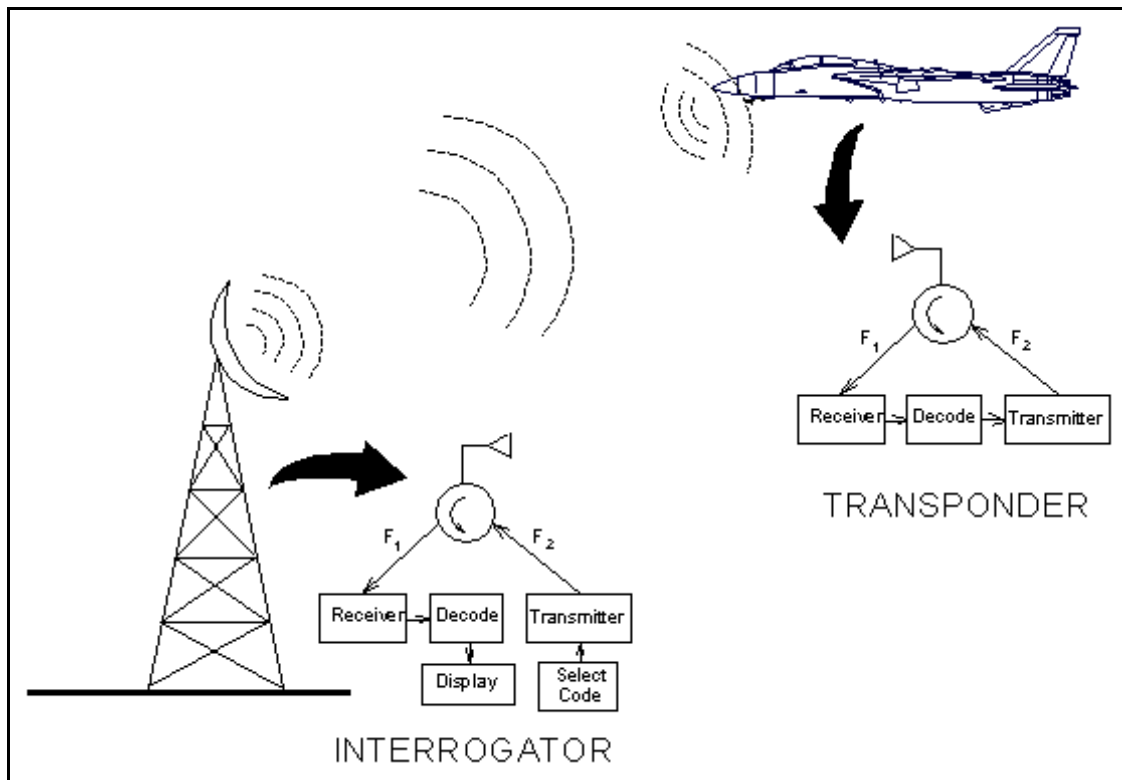 F1
F2
Receiver
Decode
Transmitter
TRANSPONDER
F1
F2
Receiver
Decode
Transmitter
Display
Select
Code
INTERROGATOR